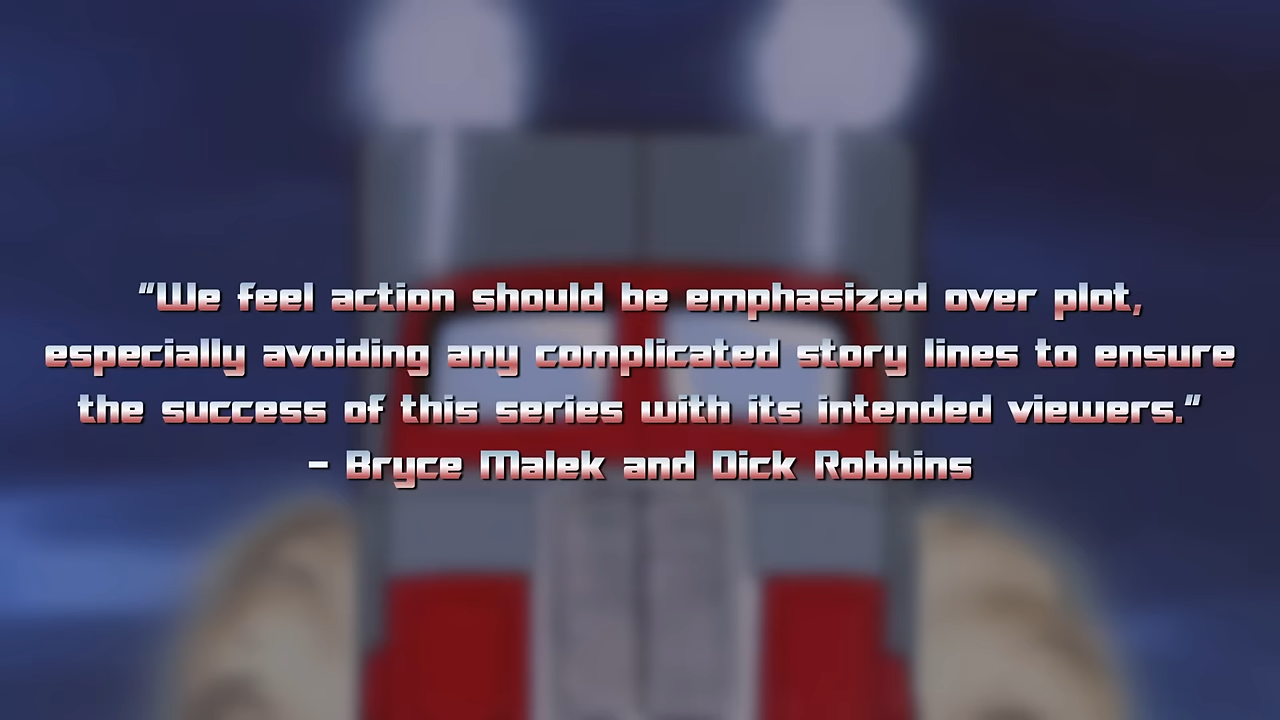 "We feel action should be emphasized over plot,
especially avoiding any complicated story lines to ensure
the success of this series with its intended viewers."
- Bryce Malek and Dick Robbins